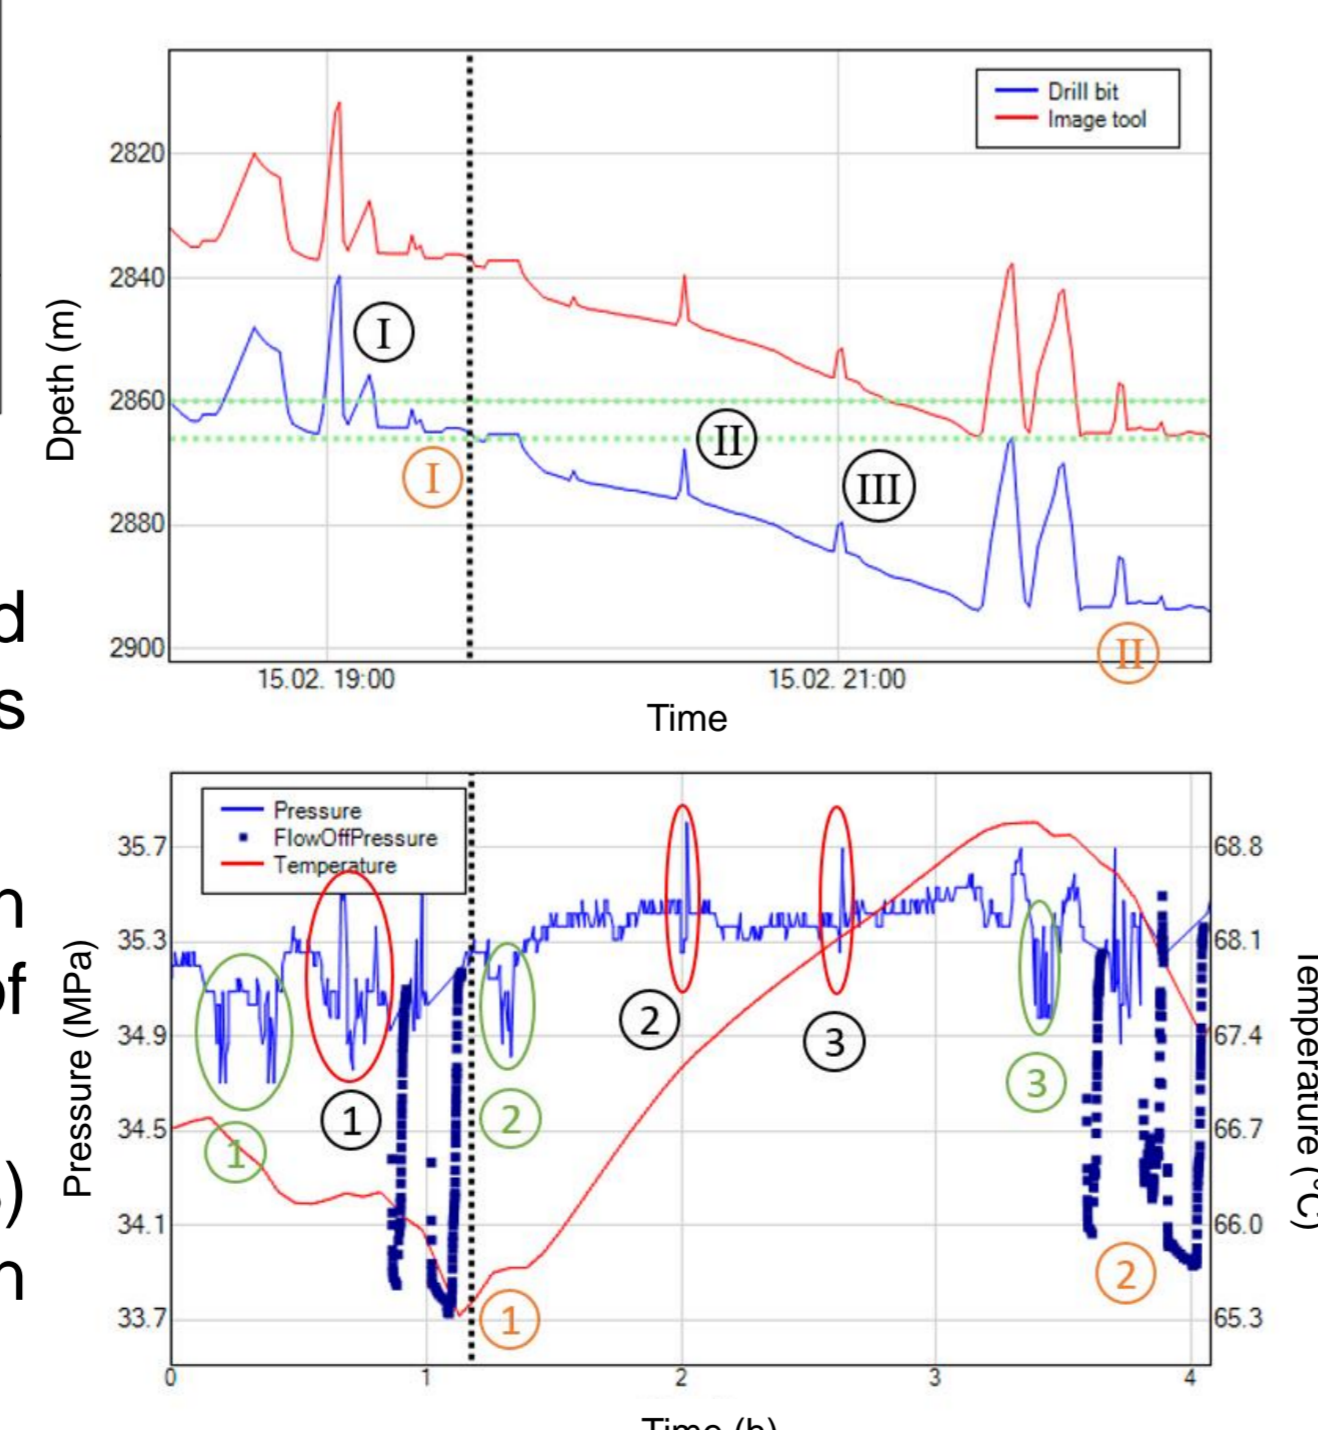 Drill bit
Image tool
2820
2840
2860
2880
2900
Dpeth (m)
I
I
II
III
II
15.02. 19:00
15.02. 21:00
Time
d
s
n
of
)
n
Pressure
FlowOffPressure
Temperature
35.7
35.3
34.9
34.5
34.1
33.7
Pressure (MPa)
68.8
68.1
67.4
66.7
66.0
65.3
Temperature (°C)
1
1
2
2
3
3
1
2
0
1
2
3
4
Time (h)